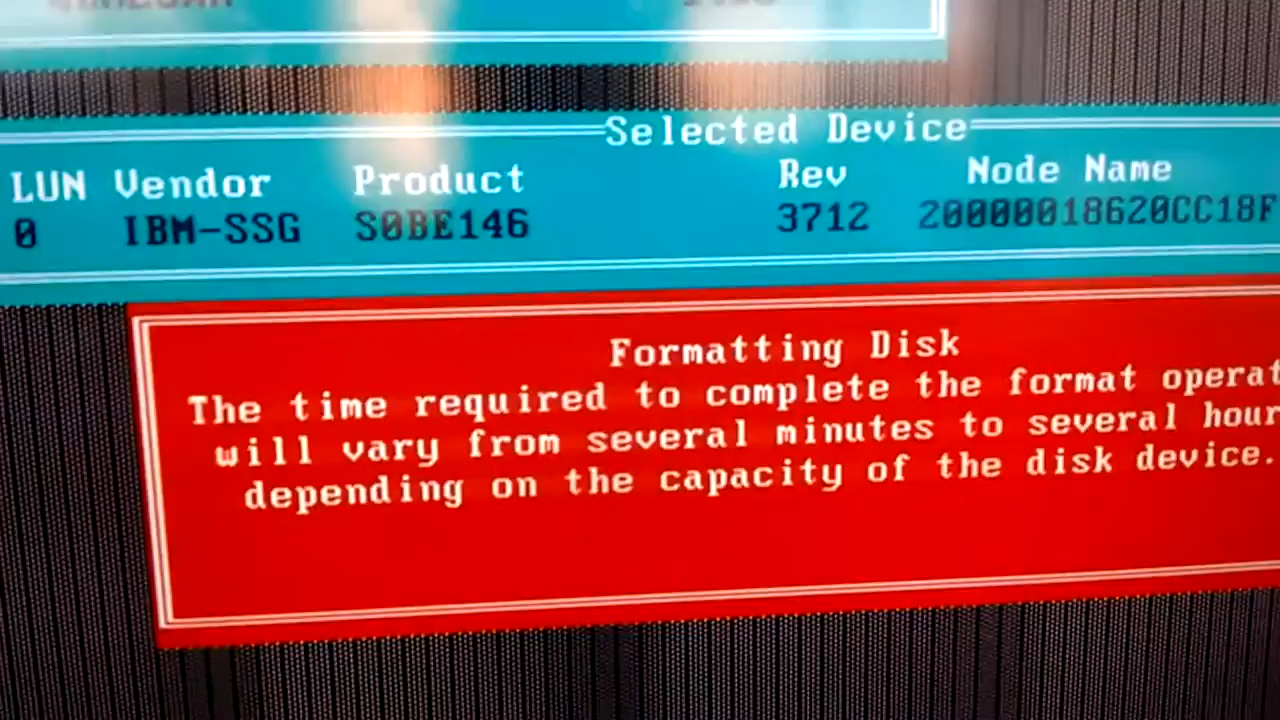 Selected Device
LUN Vendor Product Rev Node Name
0 IBM-SSG S0BE146 3712 20000018620CC18F
Formatting Disk
The time required to complete the format operat
will vary from several minutes to several hour
depending on the capacity of the disk device.